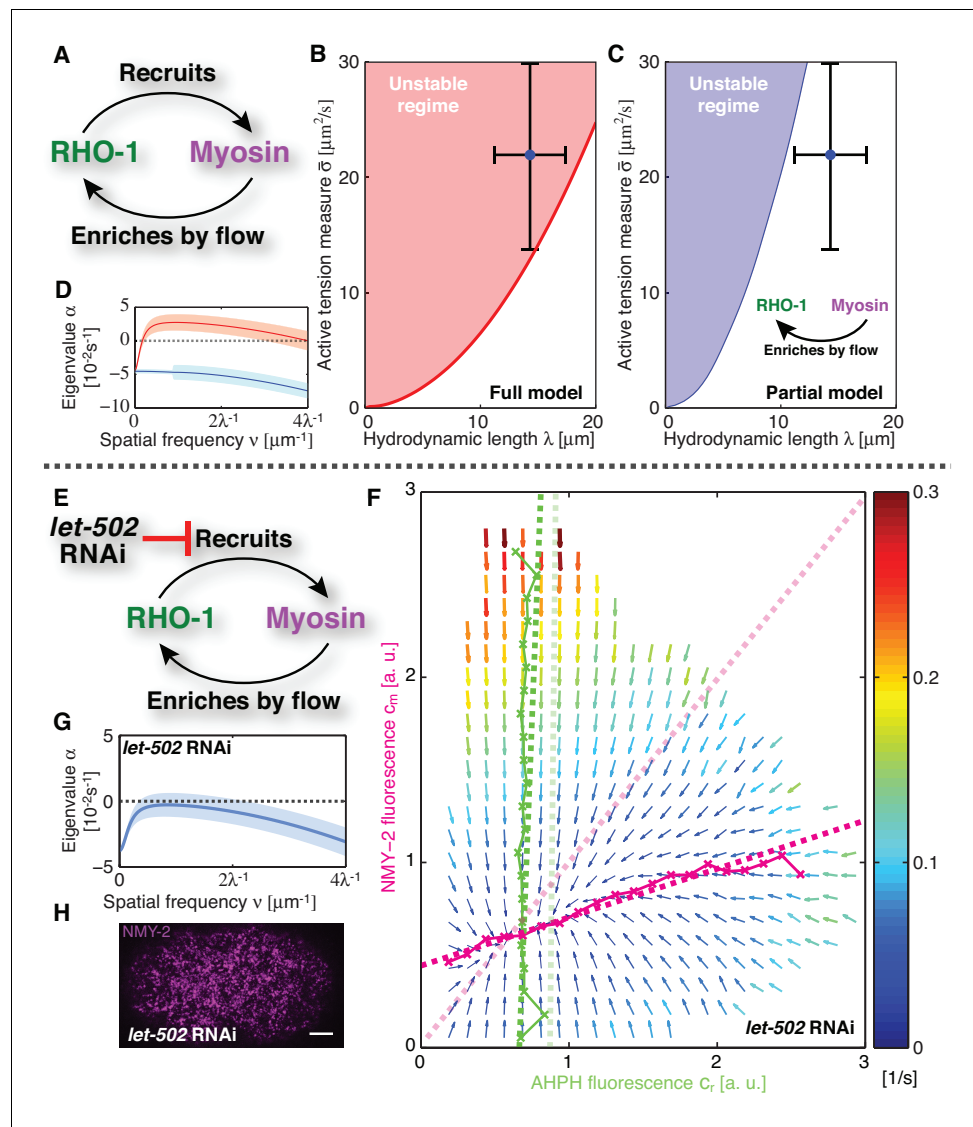 A
Recruits
RHO-1
Myosin
Enriches by flow
B
30
20
10
0
Active tension measure σ̄ [μm²/s]
Unstable
regime
Full model
0
10
20
Hydrodynamic length λ [μm]
C
30
20
10
0
Active tension measure σ̄ [μm²/s]
Unstable
regime
RHO-1
Myosin
Enriches by flow
Partial model
0
10
20
Hydrodynamic length λ [μm]
D
Eigenvalue α
[10⁻²s⁻¹]
5
0
−5
−10
0
2λ⁻¹
4λ⁻¹
Spatial frequency ν [μm⁻¹]
E
let-502
RNAi
Recruits
RHO-1
Myosin
Enriches by flow
F
3
2
1
0
NMY−2 fluorescence cₘ [a. u.]
let-502 RNAi
0
1
2
3
AHPH fluorescence cᵣ [a. u.]
0.3
0.2
0.1
0
[1/s]
G
let-502 RNAi
Eigenvalue α
[10⁻²s⁻¹]
5
0
−5
0
2λ⁻¹
4λ⁻¹
Spatial frequency ν [μm⁻¹]
H
NMY-2
let-502 RNAi